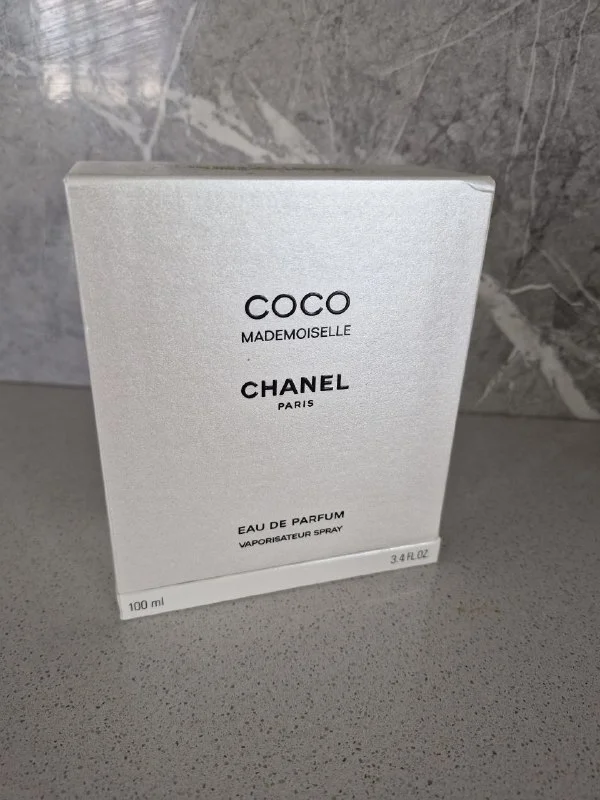 COCO
MADEMOISELLE
CHANEL
PARIS
EAU DE PARFUM
VAPORISATEUR SPRAY
100 ml
3.4 FL.OZ.